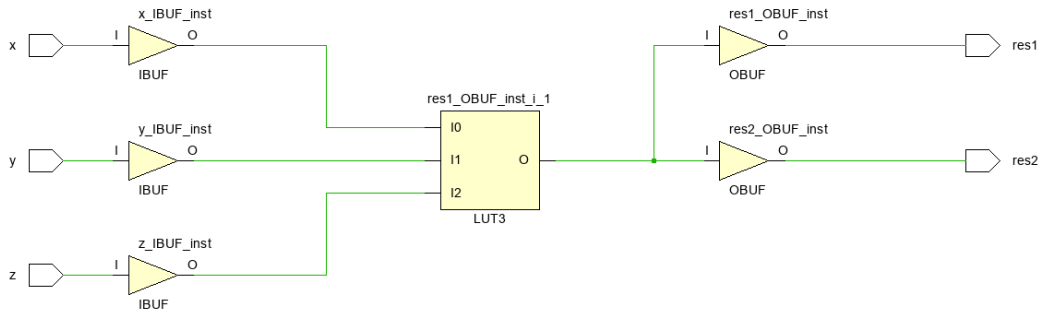 x_IBUF_inst
res1_OBUF_inst
x
I
O
I
O
res1
IBUF
OBUF
res1_OBUF_inst_i_1
y_IBUF_inst
I0
res2_OBUF_inst
y
I
O
I1
O
I
O
res2
IBUF
I2
OBUF
LUT3
z_IBUF_inst
z
I
O
IBUF